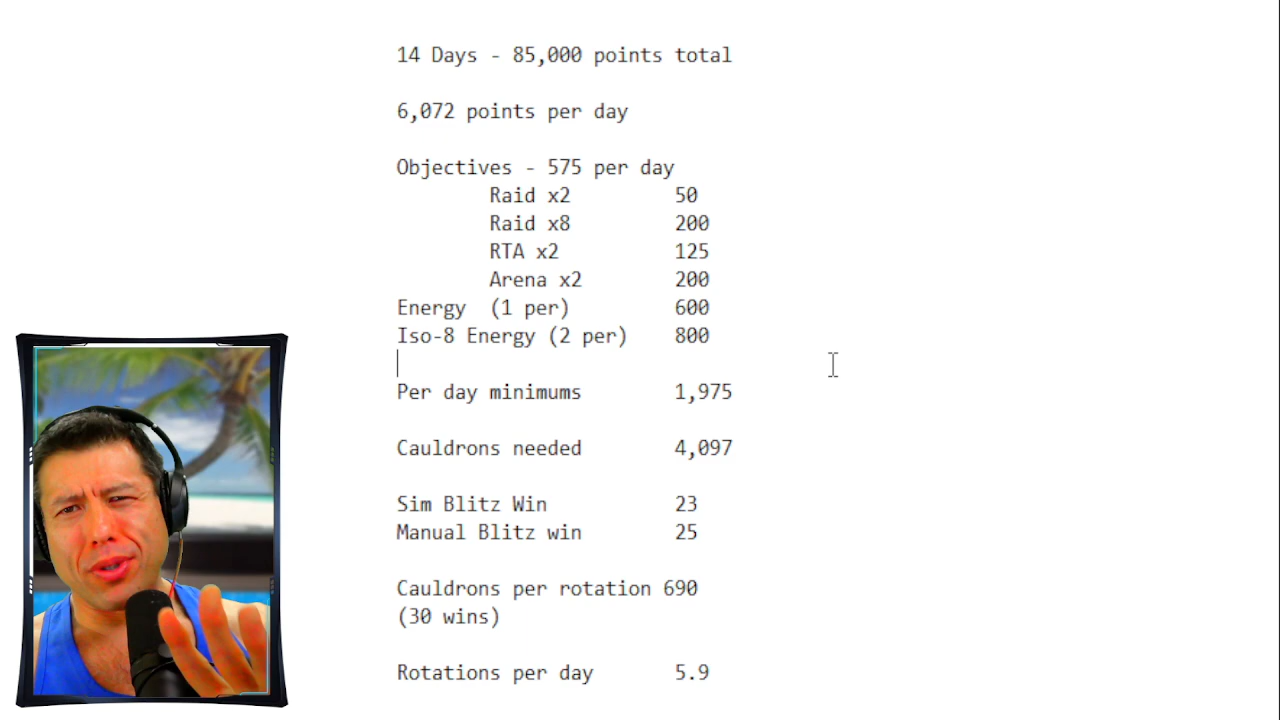 14 Days - 85,000 points total
6,072 points per day
Objectives - 575 per day
Raid x2 50
Raid x8 200
RTA x2 125
Arena x2 200
Energy (1 per) 600
Iso-8 Energy (2 per) 800
Per day minimums 1,975
Cauldrons needed 4,097
Sim Blitz Win 23
Manual Blitz win 25
Cauldrons per rotation 690
(30 wins)
Rotations per day 5.9